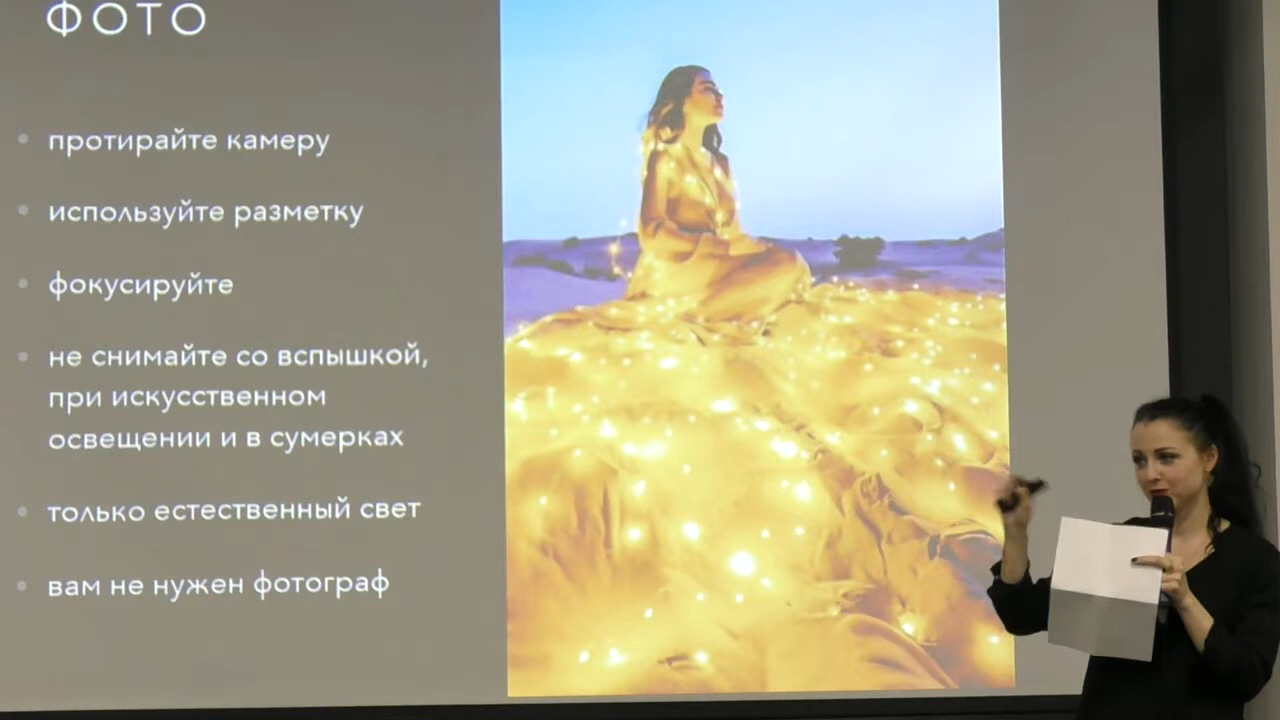 ФОТО
протирайте камеру
используйте разметку
фокусируйте
не снимайте со вспышкой,
при искусственном
освещении и в сумерках
только естественный свет
вам не нужен фотограф